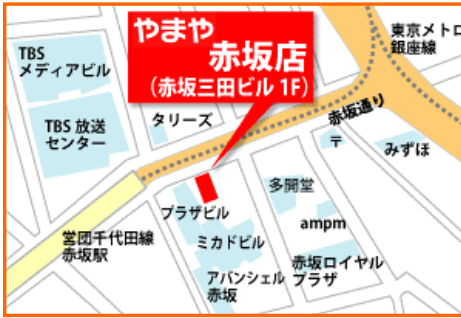 やまや
赤坂店
(赤坂三田ビル 1F)
東京メトロ
銀座線
TBS
メディアビル
TBS 放送
センター
タリーズ
赤坂通り
〒
みずほ
プラザビル
多開堂
ampm
ミカドビル
営団千代田線
赤坂駅
アバンシェル
赤坂
赤坂ロイヤル
プラザ